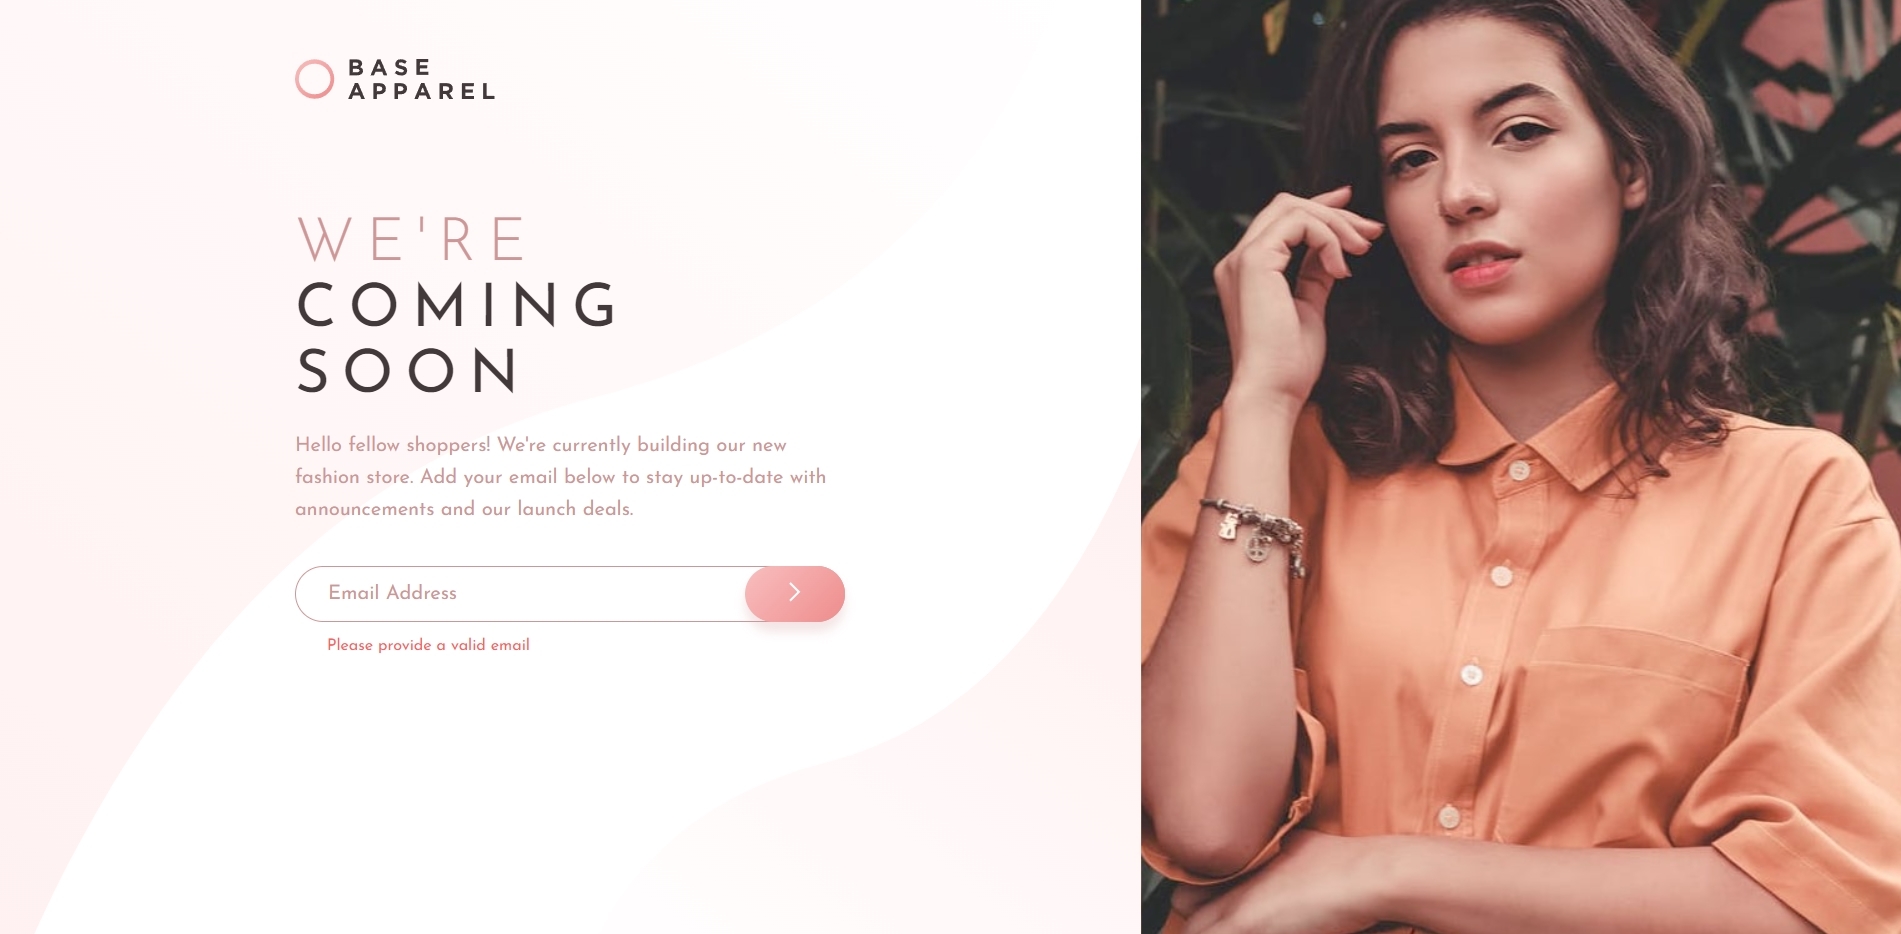 BASE
APPAREL
WE'RE
COMING
SOON
Hello fellow shoppers! We're currently building our new
fashion store. Add your email below to stay up-to-date with
announcements and our launch deals.
Email Address
Please provide a valid email